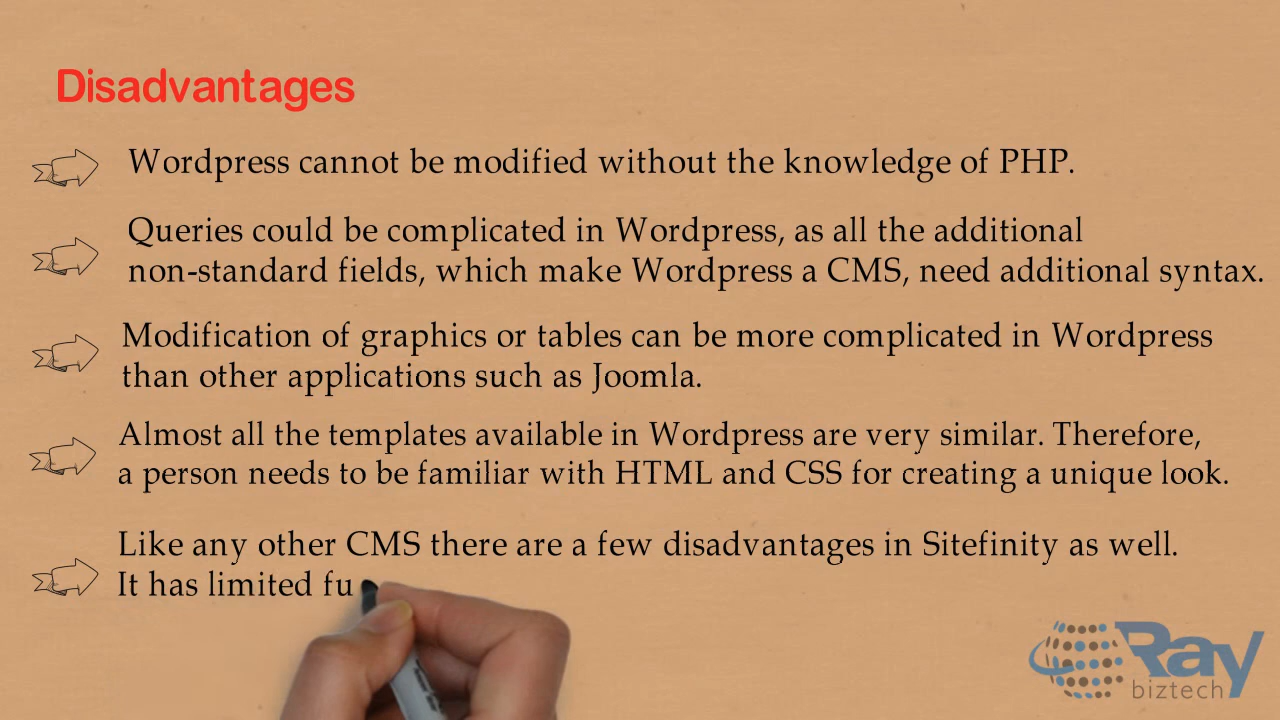 Disadvantages
Wordpress cannot be modified without the knowledge of PHP.
Queries could be complicated in Wordpress, as all the additional
non-standard fields, which make Wordpress a CMS, need additional syntax.
Modification of graphics or tables can be more complicated in Wordpress
than other applications such as Joomla.
Almost all the templates available in Wordpress are very similar. Therefore,
a person needs to be familiar with HTML and CSS for creating a unique look.
Like any other CMS there are a few disadvantages in Sitefinity as well.
It has limited fu
Ray
biztech